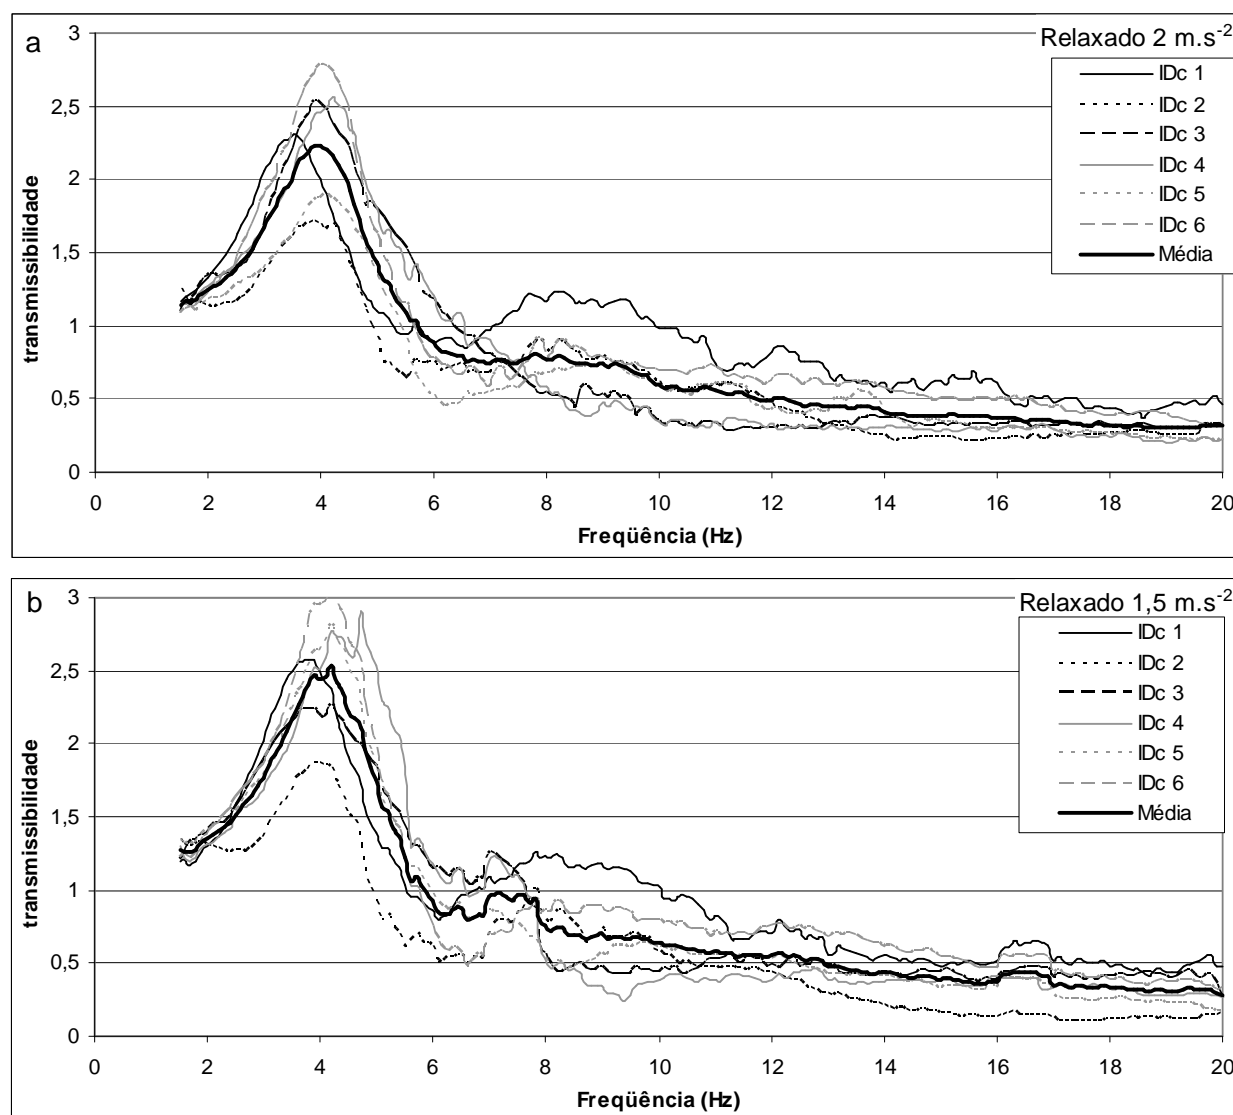 a
Relaxado 2 m.s-2
IDc 1
IDc 2
IDc 3
IDc 4
IDc 5
IDc 6
Média
transmissibilidade
3
2,5
2
1,5
1
0,5
0
0 2 4 6 8 10 12 14 16 18 20
Freqüência (Hz)
b
Relaxado 1,5 m.s-2
IDc 1
IDc 2
IDc 3
IDc 4
IDc 5
IDc 6
Média
transmissibilidade
3
2,5
2
1,5
1
0,5
0
0 2 4 6 8 10 12 14 16 18 20
Freqüência (Hz)